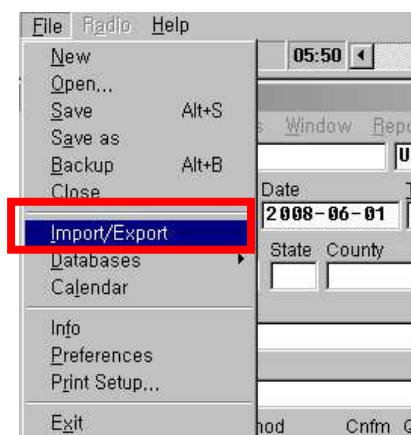 File Radio Help
New 05:50
Open...
Save Alt+S
Window
Save as
Backup Alt+B
Close Date
2008-06-01
Import/Export
State County
Databases
Calendar
Info
Preferences
Print Setup...
Exit Cnfm